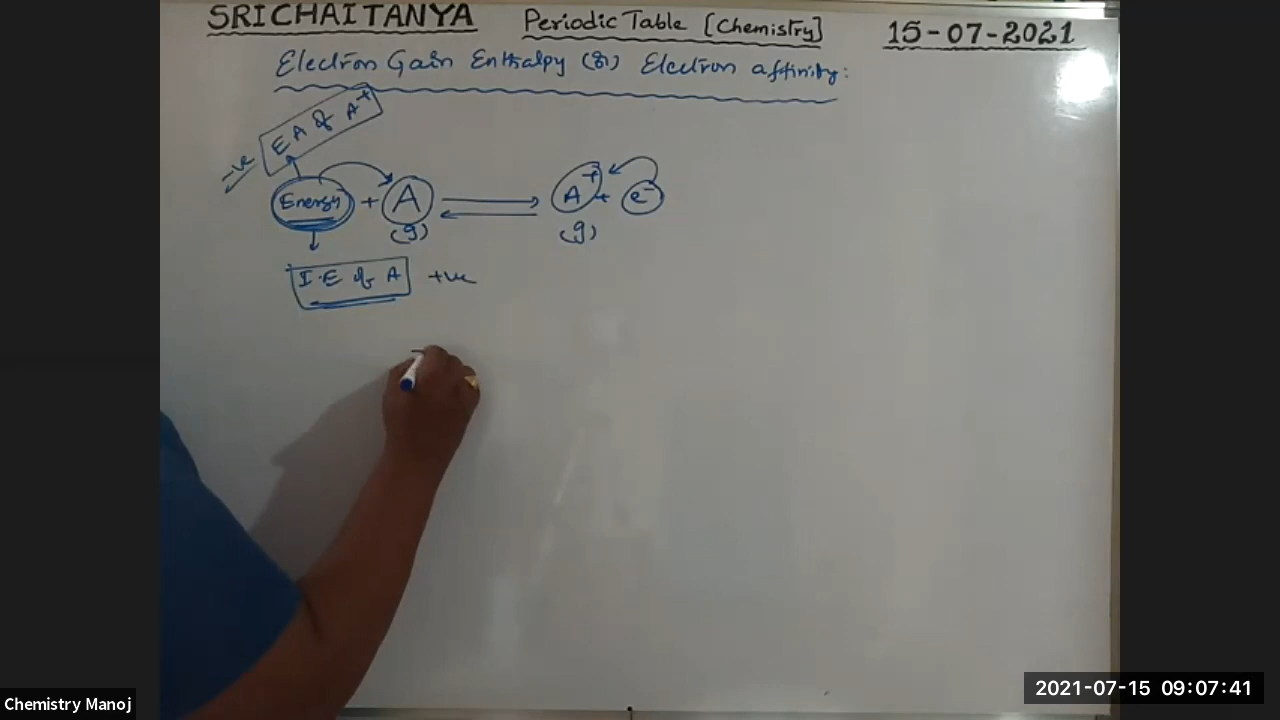 SRICHAITANYA Periodic Table [Chemistry] 15-07-2021
Electron Gain Enthalpy (or) Electron affinity:
-ve EA of A+
Energy + A ⇌ A+ + e-
(g) (g)
I.E of A +ve
Chemistry Manoj
2021-07-15 09:07:41